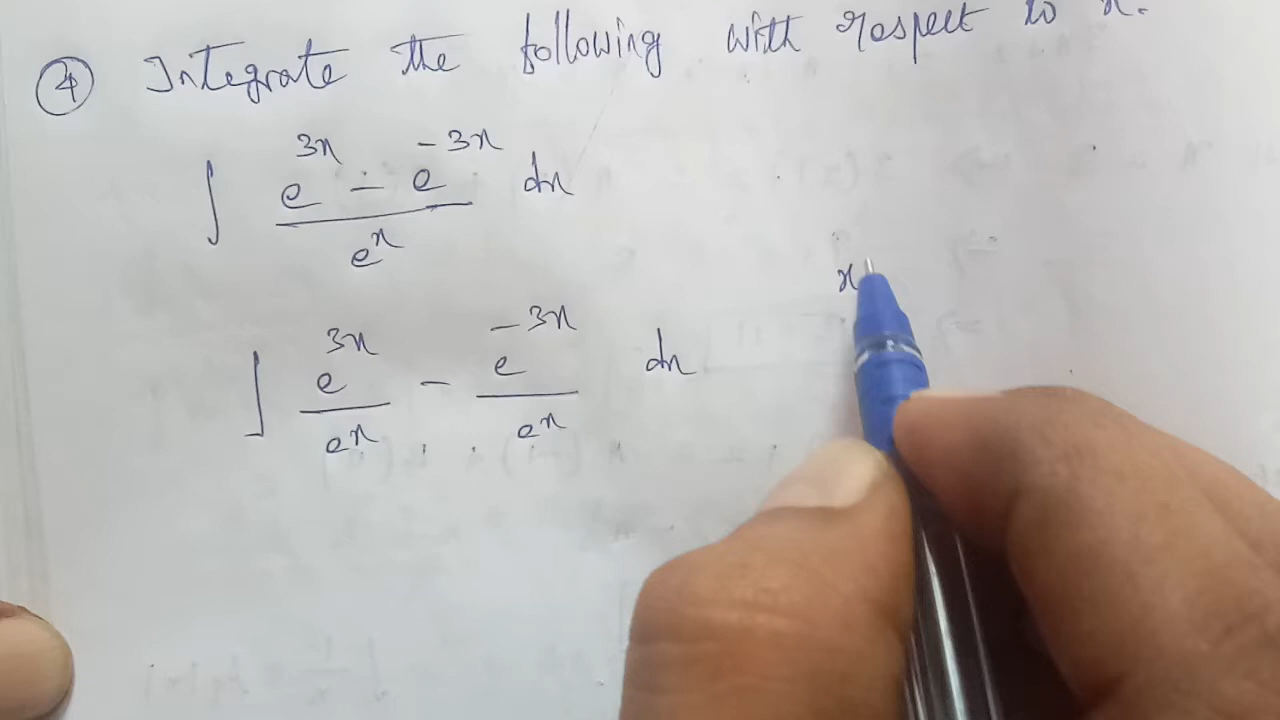 ④ Integrate the following with respect to x.
∫ (e^{3x} - e^{-3x}) / e^x dx
∫ e^{3x}/e^x - e^{-3x}/e^x dx
x